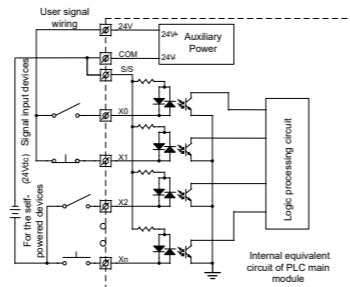 User signal
wiring
24V
24V+
Auxiliary
Power
COM
24V-
S/S
X0
X1
X2
Xn
Signal input devices
(24Vdc)
For the self-
powered devices
Logic processing circuit
Internal equivalent
circuit of PLC main
module